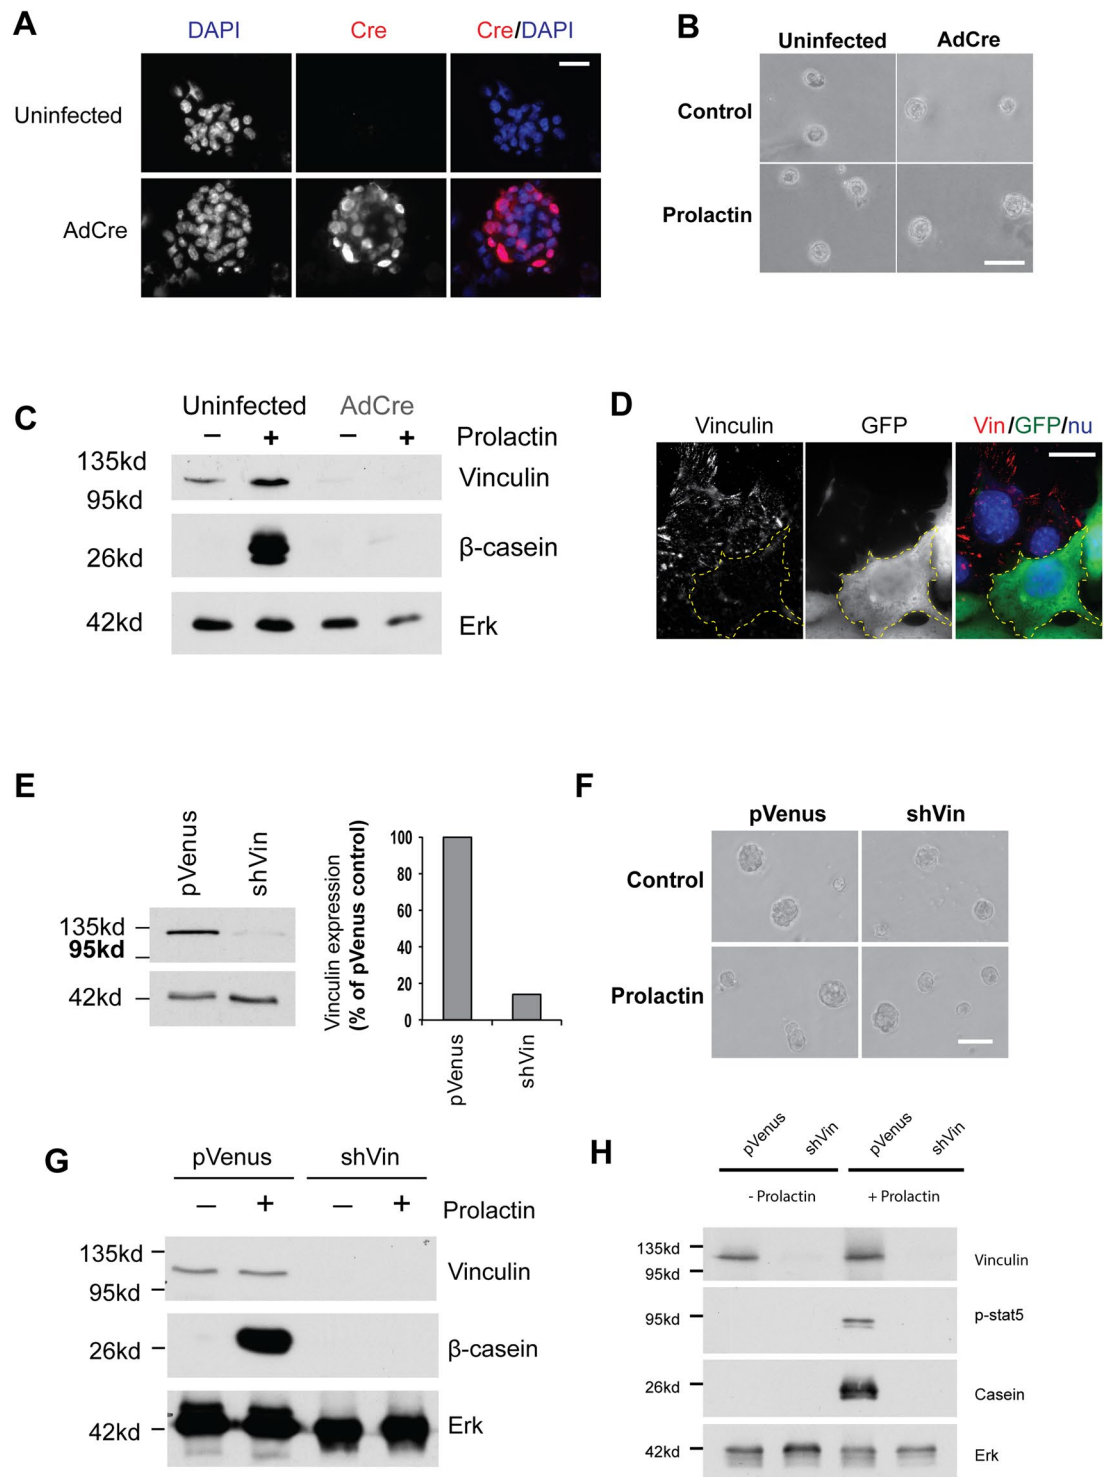 A
DAPI Cre Cre/DAPI
Uninfected
AdCre
B
Uninfected AdCre
Control
Prolactin
C
Uninfected AdCre
– + – + Prolactin
135kd
95kd
Vinculin
26kd
β-casein
42kd
Erk
D
Vinculin GFP Vin/GFP/nu
E
pVenus shVin
135kd
95kd
42kd
Vinculin expression
(% of pVenus control)
100
80
60
40
20
0
pVenus shVin
F
pVenus shVin
Control
Prolactin
G
pVenus shVin
– + – + Prolactin
135kd
95kd
Vinculin
26kd
β-casein
42kd
Erk
H
pVenus shVin pVenus shVin
- Prolactin + Prolactin
135kd
95kd
Vinculin
95kd
p-stat5
26kd
Casein
42kd
Erk